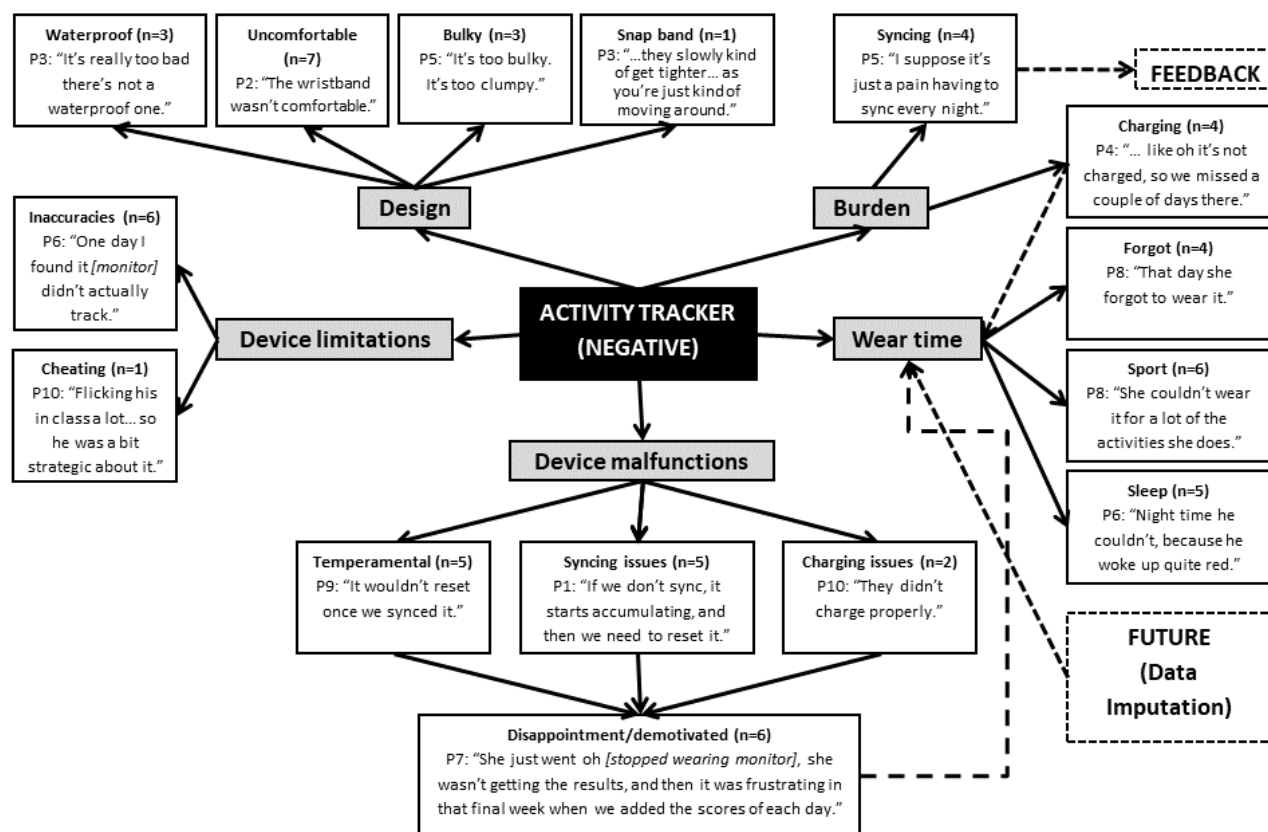 Waterproof (n=3)
P3: “It’s really too bad
there’s not a
waterproof one.”
Uncomfortable
(n=7)
P2: “The wristband
wasn’t comfortable.”
Bulky (n=3)
P5: “It’s too bulky.
It’s too clumpy.”
Snap band (n=1)
P3: “…they slowly kind
of get tighter… as
you’re just kind of
moving around.”
Syncing (n=4)
P5: “I suppose it’s
just a pain having to
sync every night.”
FEEDBACK
Charging (n=4)
P4: “… like oh it’s not
charged, so we missed a
couple of days there.”
Design
Burden
Inaccuracies (n=6)
P6: “One day I
found it [monitor]
didn’t actually
track.”
Forgot (n=4)
P8: “That day she
forgot to wear it.”
ACTIVITY TRACKER
(NEGATIVE)
Device limitations
Wear time
Cheating (n=1)
P10: “Flicking his
in class a lot… so
he was a bit
strategic about it.”
Sport (n=6)
P8: “She couldn’t wear
it for a lot of the
activities she does.”
Device malfunctions
Sleep (n=5)
P6: “Night time he
couldn’t, because he
woke up quite red.”
Temperamental (n=5)
P9: “It wouldn’t reset
once we synced it.”
Syncing issues (n=5)
P1: “If we don’t sync, it
starts accumulating, and
then we need to reset it.”
Charging issues (n=2)
P10: “They didn’t
charge properly.”
FUTURE
(Data
Imputation)
Disappointment/demotivated (n=6)
P7: “She just went oh [stopped wearing monitor], she
wasn’t getting the results, and then it was frustrating in
that final week when we added the scores of each day.”